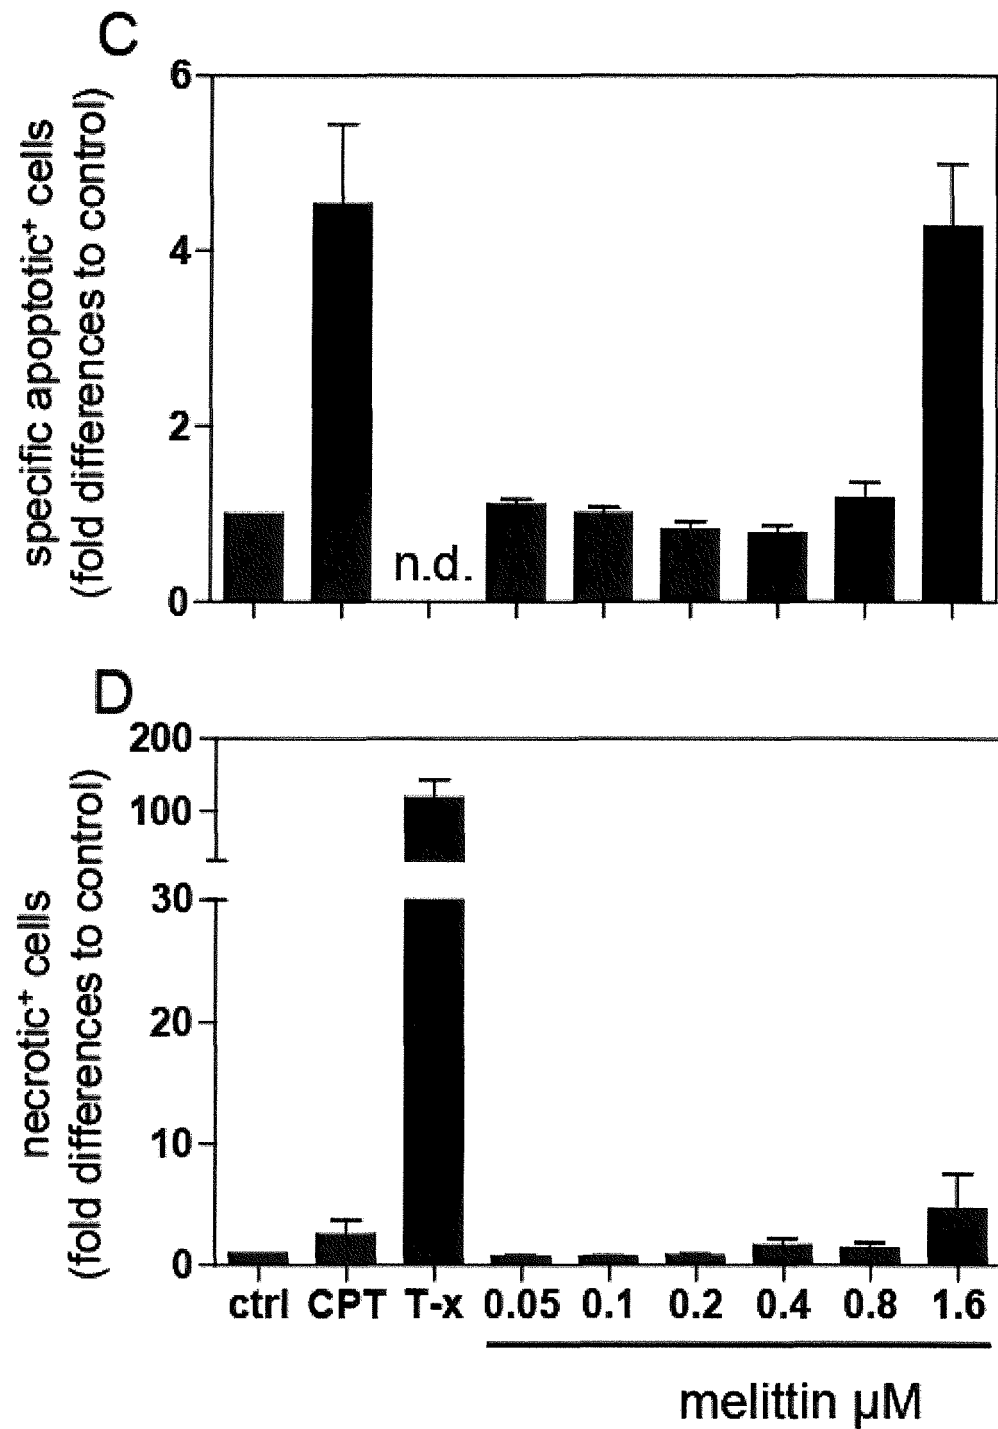 C
specific apoptotic⁺ cells
(fold differences to control)
6
4
2
0
n.d.
D
necrotic⁺ cells
(fold differences to control)
200
100
30
20
10
0
ctrl CPT T-x 0.05 0.1 0.2 0.4 0.8 1.6
melittin µM